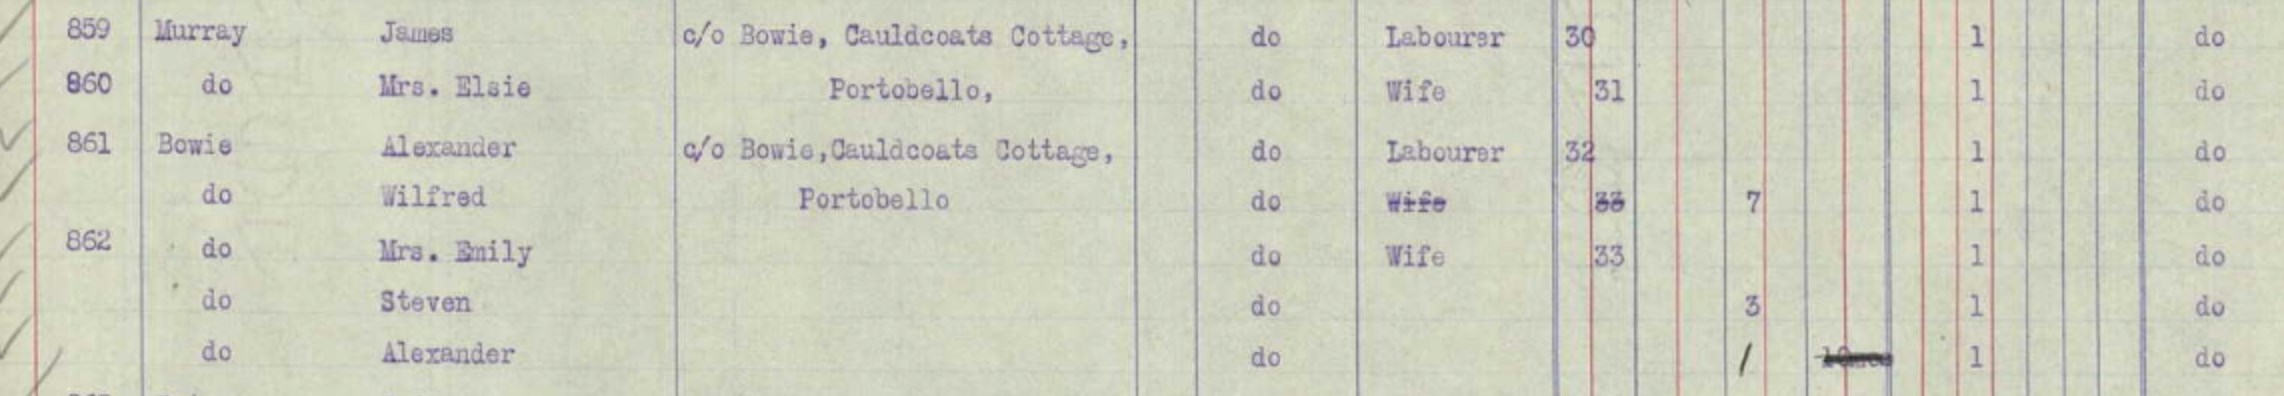 859 Murray James c/o Bowie, Cauldcoats Cottage, do Labourer 30 1 do
860 do Mrs. Elsie Portobello, do Wife 31 1 do
861 Bowie Alexander c/o Bowie,Cauldcoats Cottage, do Labourer 32 1 do
do Wilfred Portobello do Wife 33 7 1 do
862 do Mrs. Emily do Wife 33 1 do
do Steven do 3 1 do
do Alexander do 1 1 do